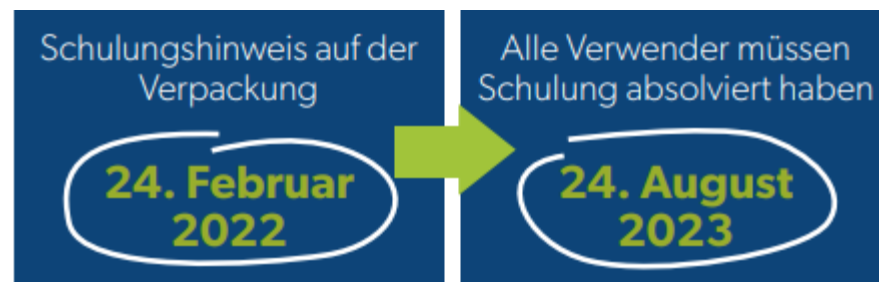 Schulungshinweis auf der
Verpackung
24. Februar
2022
Alle Verwender müssen
Schulung absolviert haben
24. August
2023